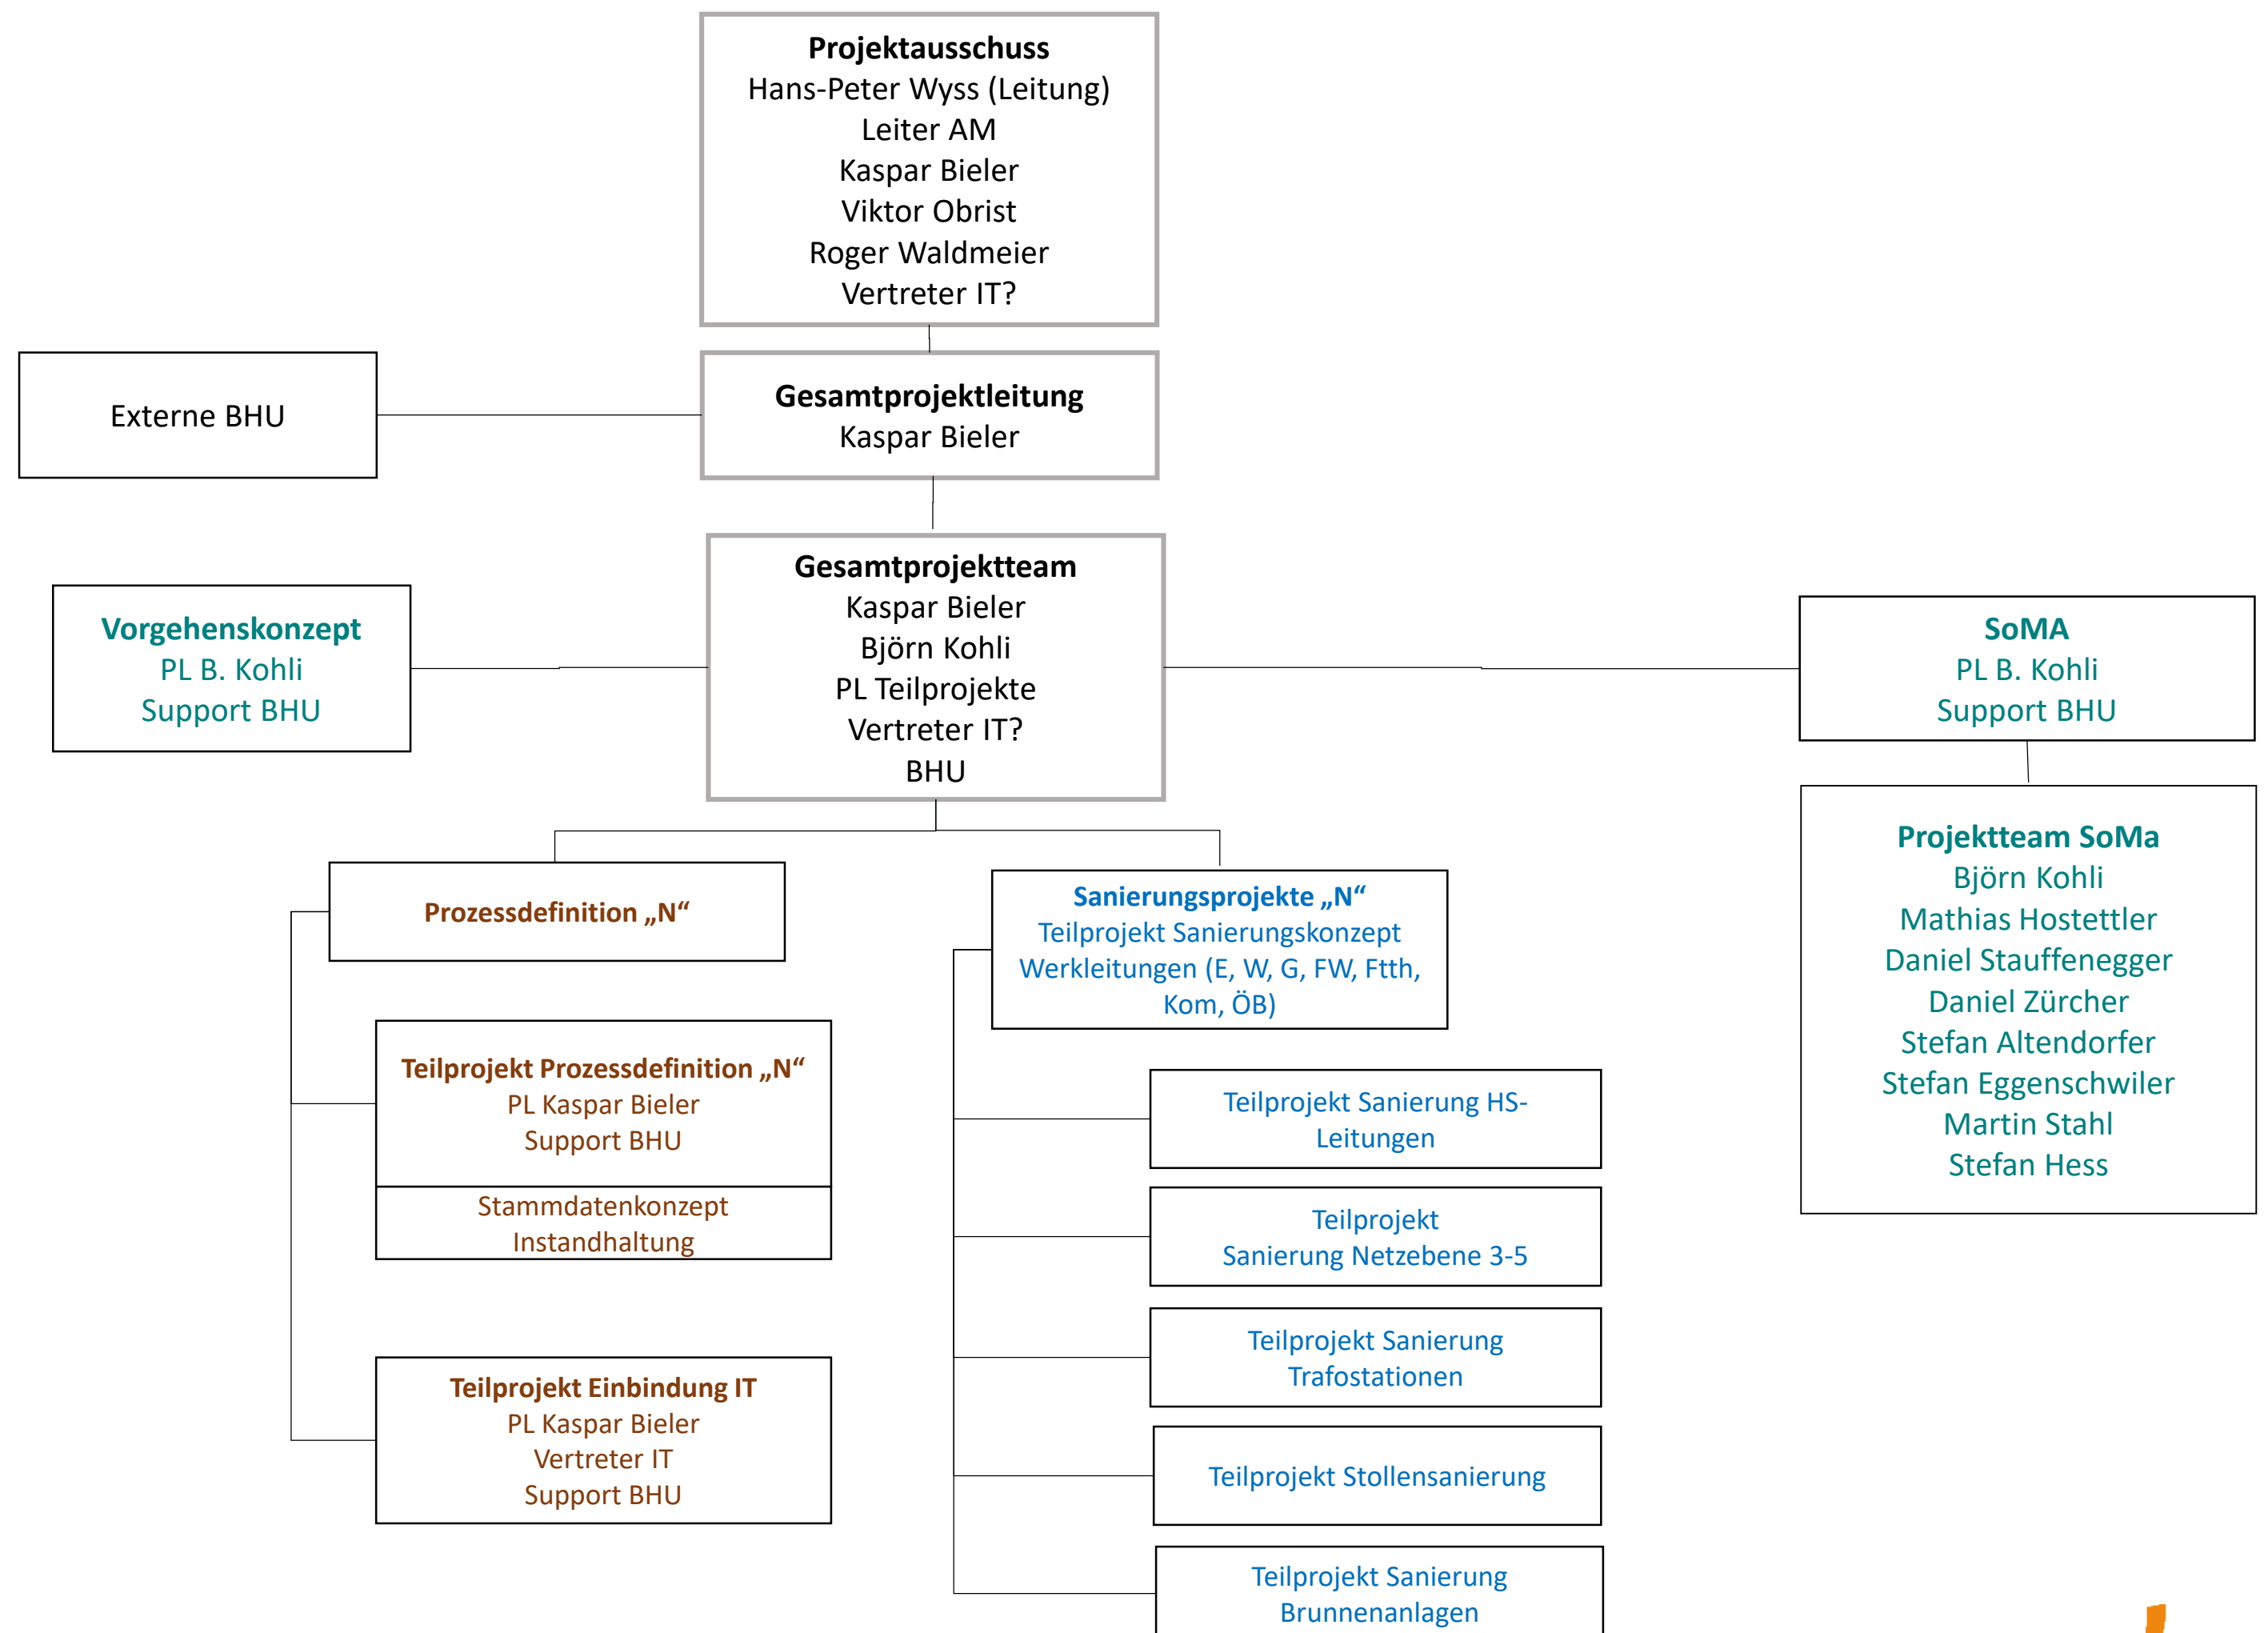 Projektausschuss
Hans-Peter Wyss (Leitung)
Leiter AM
Kaspar Bieler
Viktor Obrist
Roger Waldmeier
Vertreter IT?
Externe BHU
Gesamtprojektleitung
Kaspar Bieler
Gesamtprojektteam
Kaspar Bieler
Björn Kohli
PL Teilprojekte
Vertreter IT?
BHU
Vorgehenskonzept
PL B. Kohli
Support BHU
SoMA
PL B. Kohli
Support BHU
Projektteam SoMa
Björn Kohli
Mathias Hostettler
Daniel Stauffenegger
Daniel Zürcher
Stefan Altendorfer
Stefan Eggenschwiler
Martin Stahl
Stefan Hess
Prozessdefinition „N“
Teilprojekt Prozessdefinition „N“
PL Kaspar Bieler
Support BHU
Stammdatenkonzept
Instandhaltung
Teilprojekt Einbindung IT
PL Kaspar Bieler
Vertreter IT
Support BHU
Sanierungsprojekte „N“
Teilprojekt Sanierungskonzept
Werkleitungen (E, W, G, FW, Ftth,
Kom, ÖB)
Teilprojekt Sanierung HS-
Leitungen
Teilprojekt
Sanierung Netzebene 3-5
Teilprojekt Sanierung
Trafostationen
Teilprojekt Stollensanierung
Teilprojekt Sanierung
Brunnenanlagen